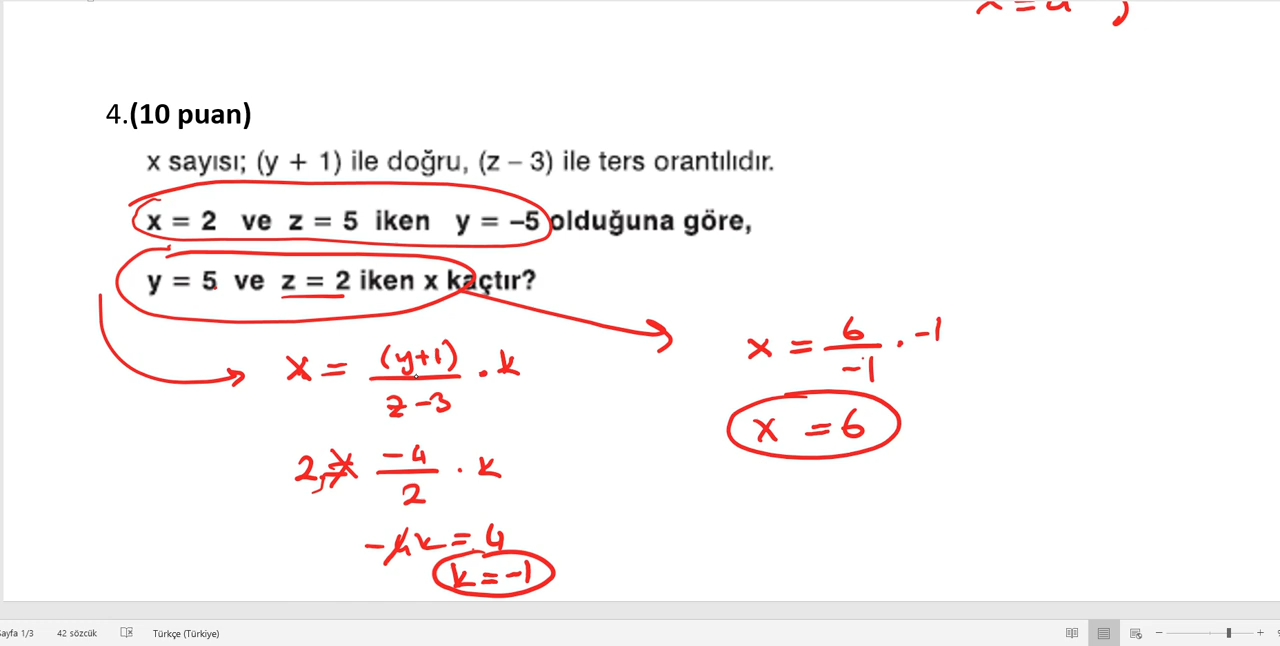 4.(10 puan)
x sayısı; (y + 1) ile doğru, (z – 3) ile ters orantılıdır.
x = 2 ve z = 5 iken y = –5 olduğuna göre,
y = 5 ve z = 2 iken x kaçtır?
x = (y+1) / z-3 . k
2 = -4 / 2 . k
-4k = 4
k = -1
x = 6 / -1 . -1
x = 6
Sayfa 1/3 42 sözcük Türkçe (Türkiye)